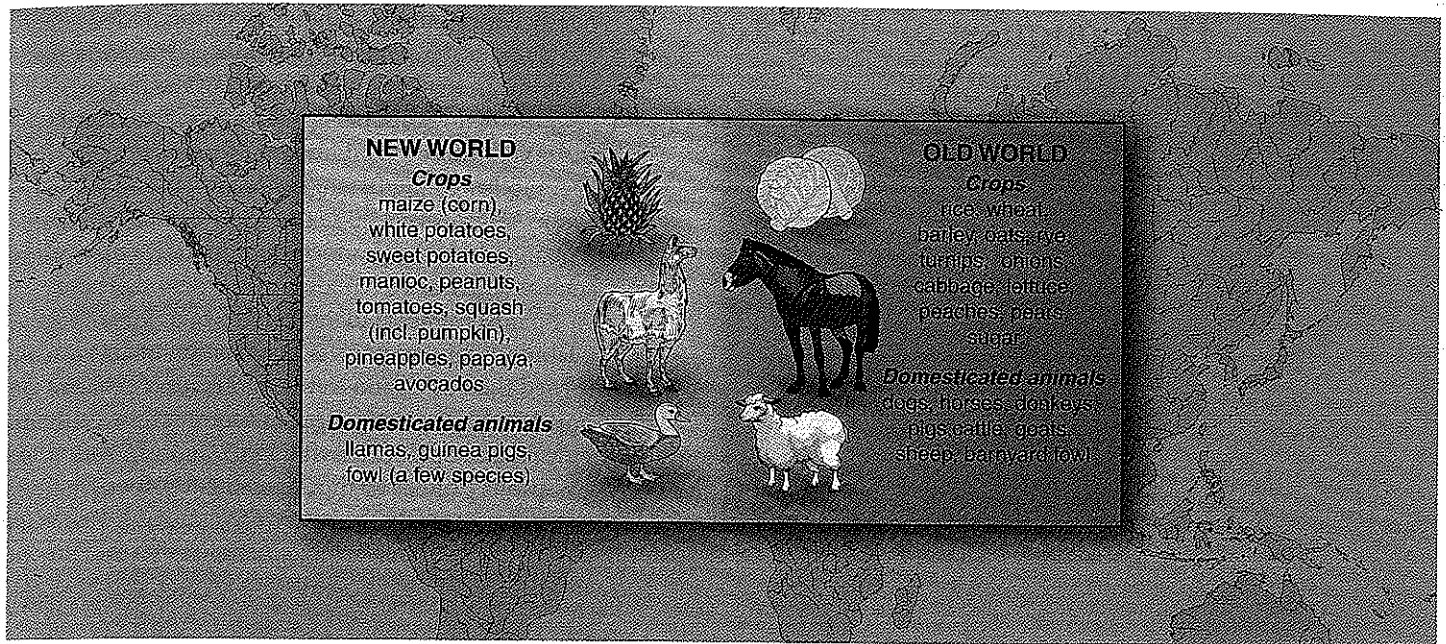 NEW WORLD
Crops
maize (corn),
white potatoes,
sweet potatoes,
manioc, peanuts,
tomatoes, squash
(incl. pumpkin),
pineapples, papaya,
avocados
Domesticated animals
llamas, guinea pigs,
fowl (a few species)
OLD WORLD
Crops
rice, wheat,
barley, oats, rye
turnips, onions,
cabbage, lettuce,
peaches, pears,
sugar
Domesticated animals
dogs, horses, donkeys,
pigs, cattle, goats,
sheep, barnyard fowl